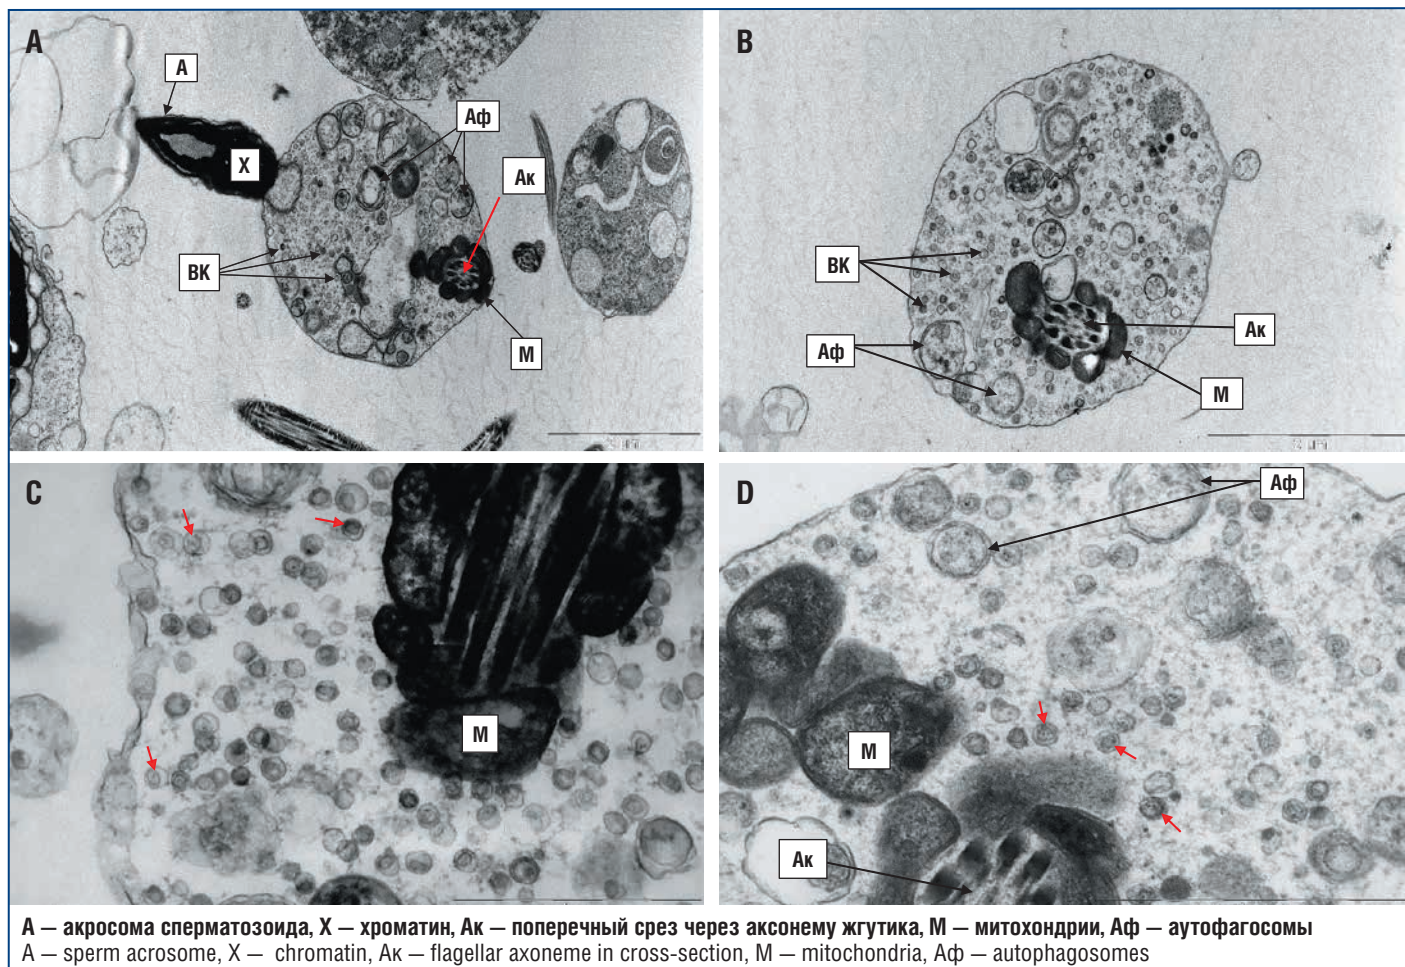 A
А
Х
Аф
Ак
ВК
М
B
ВК
Ак
Аф
М
C
М
D
Аф
М
Ак
А — акросома сперматозоида, Х — хроматин, Ак — поперечный срез через аксонему жгутика, М — митохондрии, Аф — аутофагосомы
A — sperm acrosome, X — chromatin, Ак — flagellar axoneme in cross-section, M — mitochondria, Аф — autophagosomes